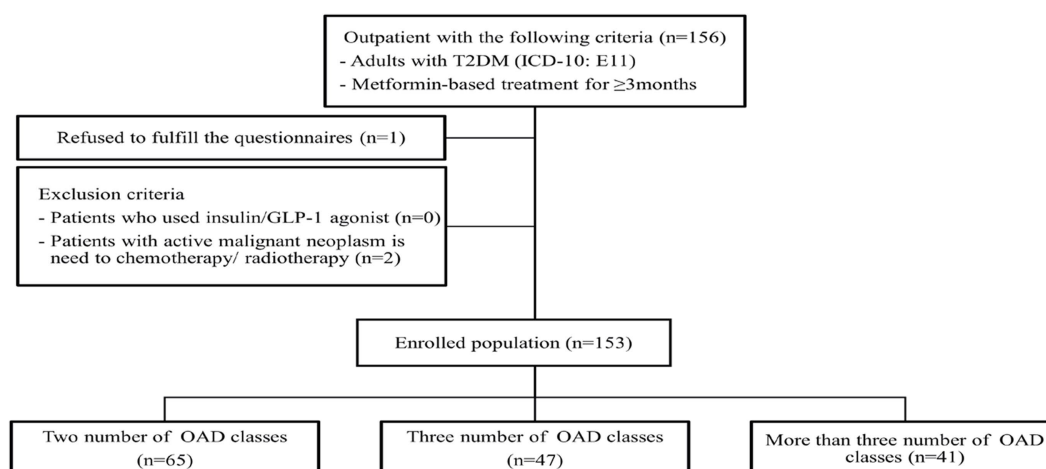 Outpatient with the following criteria (n=156)
- Adults with T2DM (ICD-10: E11)
- Metformin-based treatment for ≥3months
Refused to fulfill the questionnaires (n=1)
Exclusion criteria
- Patients who used insulin/GLP-1 agonist (n=0)
- Patients with active malignant neoplasm is
need to chemotherapy/ radiotherapy (n=2)
Enrolled population (n=153)
Two number of OAD classes
(n=65)
Three number of OAD classes
(n=47)
More than three number of OAD
classes (n=41)